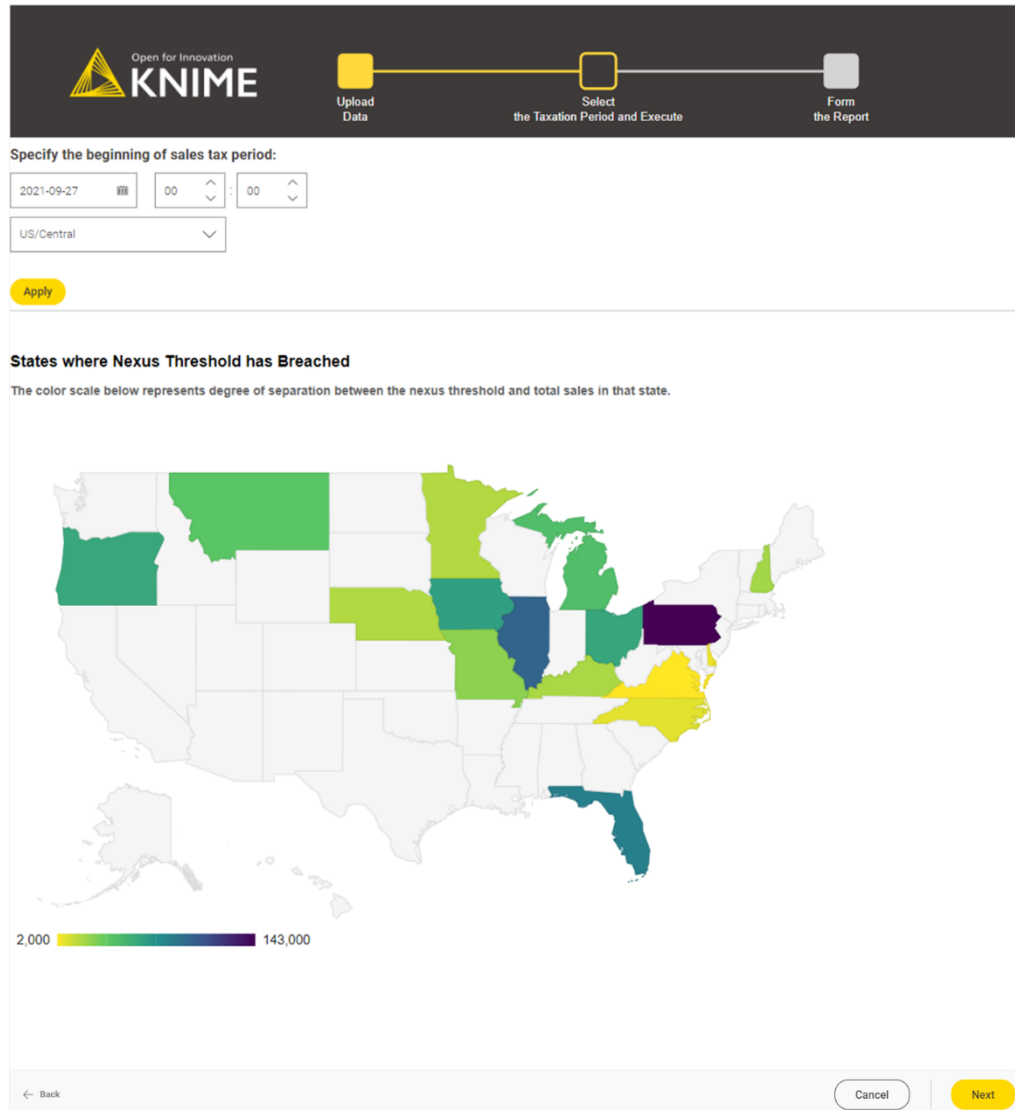 Open for Innovation
KNIME
Upload
Data
Select
the Taxation Period and Execute
Form
the Report
Specify the beginning of sales tax period:
2021-09-27 00 : 00
US/Central
Apply
States where Nexus Threshold has Breached
The color scale below represents degree of separation between the nexus threshold and total sales in that state.
2,000 143,000
Back Cancel Next